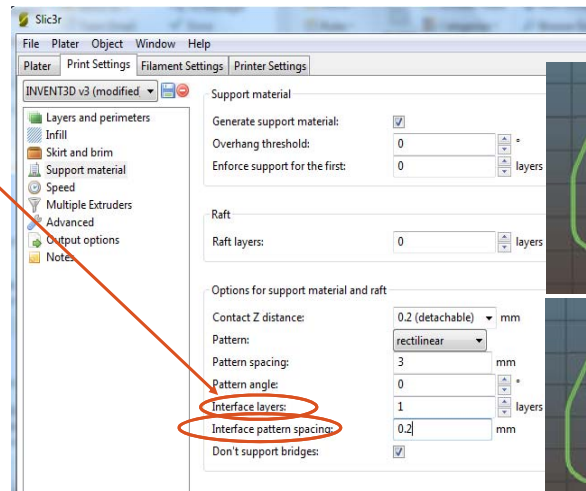 Slic3r
File Plater Object Window Help
Plater Print Settings Filament Settings Printer Settings
INVENT3D v3 (modified
Layers and perimeters
Infill
Skirt and brim
Support material
Speed
Multiple Extruders
Advanced
Output options
Notes
Support material
Generate support material:
Overhang threshold: 0 °
Enforce support for the first: 0 layers
Raft
Raft layers: 0 layers
Options for support material and raft
Contact Z distance: 0.2 (detachable) mm
Pattern: rectilinear
Pattern spacing: 3 mm
Pattern angle: 0 °
Interface layers: 1 layers
Interface pattern spacing: 0.2 mm
Don't support bridges: